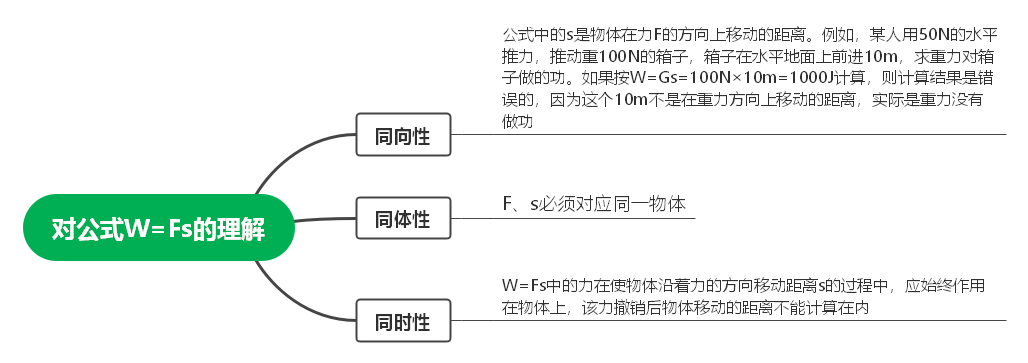 公式中的s是物体在力F的方向上移动的距离。例如，某人用50N的水平
推力，推动重100N的箱子，箱子在水平地面上前进10m，求重力对箱
子做的功。如果按W=Gs=100N×10m=1000J计算，则计算结果是错
误的，因为这个10m不是在重力方向上移动的距离，实际是重力没有
做功
同向性
对公式W=Fs的理解
同体性
F、s必须对应同一物体
W=Fs中的力在使物体沿着力的方向移动距离s的过程中，应始终作用
在物体上，该力撤销后物体移动的距离不能计算在内
同时性